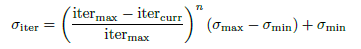 σ_iter = ( (iter_max − iter_curr) / iter_max )^n (σ_max − σ_min) + σ_min